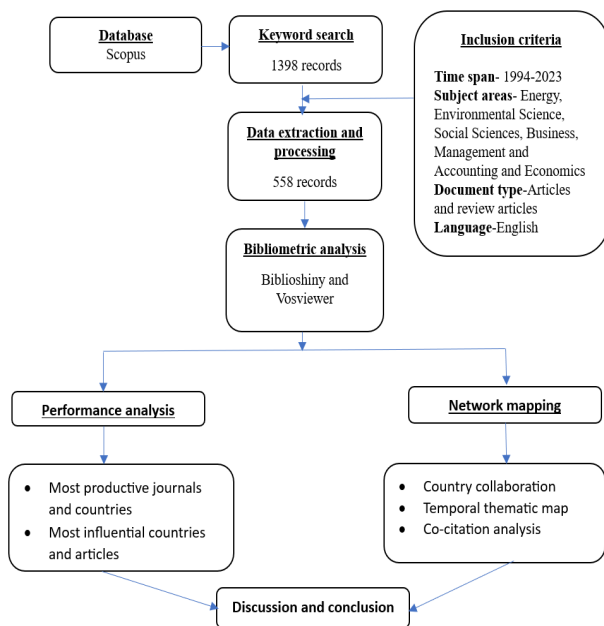 Database
Scopus
Keyword search
1398 records
Inclusion criteria
Time span- 1994-2023
Subject areas- Energy,
Environmental Science,
Social Sciences, Business,
Management and
Accounting and Economics
Document type-Articles
and review articles
Language-English
Data extraction and
processing
558 records
Bibliometric analysis
Biblioshiny and
Vosviewer
Performance analysis
Network mapping
• Most productive journals
and countries
• Most influential countries
and articles
• Country collaboration
• Temporal thematic map
• Co-citation analysis
Discussion and conclusion